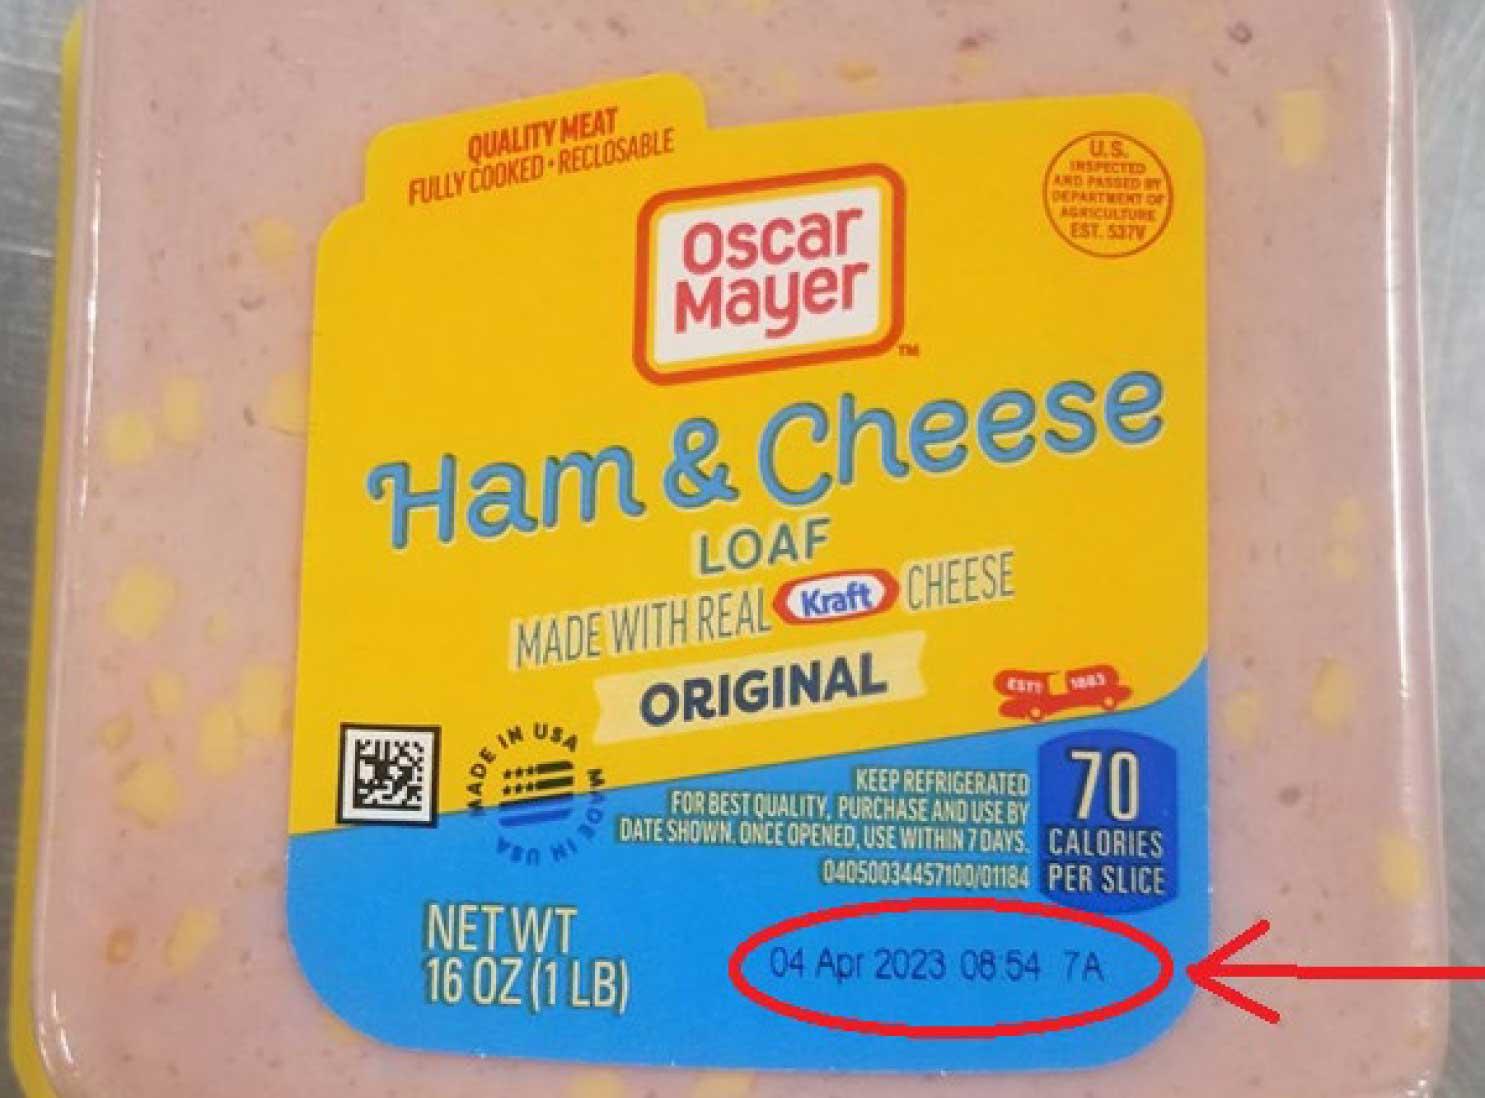 QUALITY MEAT
FULLY COOKED • RECLOSABLE
U.S.
INSPECTED
AND PASSED BY
DEPARTMENT OF
AGRICULTURE
EST. 537V
Oscar
Mayer
TM
Ham & Cheese
LOAF
MADE WITH REAL Kraft CHEESE
ORIGINAL
ESTD 1883
MADE IN USA
MADE IN USA
KEEP REFRIGERATED
FOR BEST QUALITY, PURCHASE AND USE BY
DATE SHOWN. ONCE OPENED, USE WITHIN 7 DAYS.
04050034457100/01184
70
CALORIES
PER SLICE
NET WT
16 OZ (1 LB)
04 Apr 2023 08:54 7A